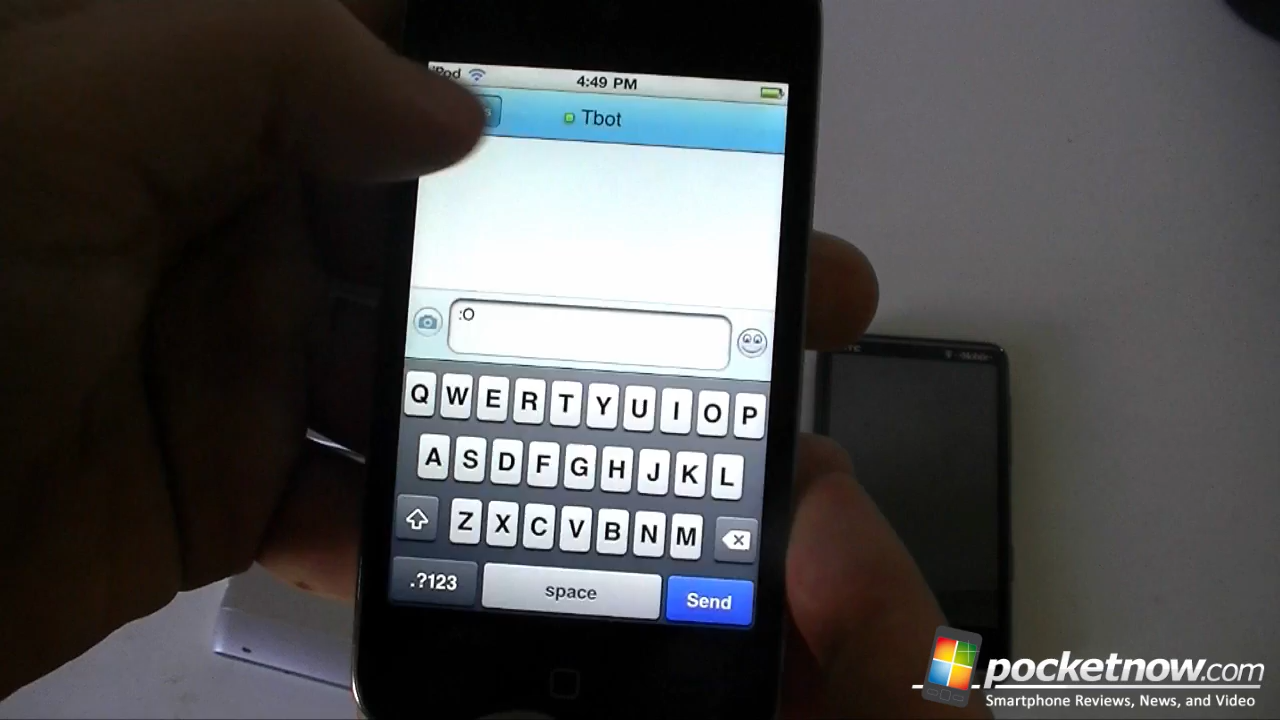 iPod 4:49 PM
Tbot
:O
Q W E R T Y U I O P
A S D F G H J K L
Z X C V B N M
.?123 space Send
pocketnow.com
Smartphone Reviews, News, and Video